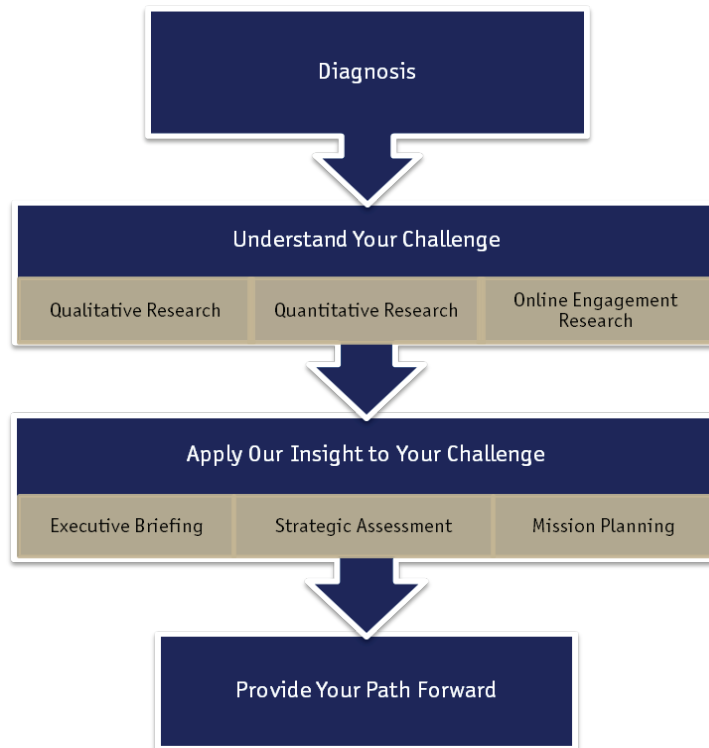 Diagnosis
Understand Your Challenge
Qualitative Research
Quantitative Research
Online Engagement
Research
Apply Our Insight to Your Challenge
Executive Briefing
Strategic Assessment
Mission Planning
Provide Your Path Forward